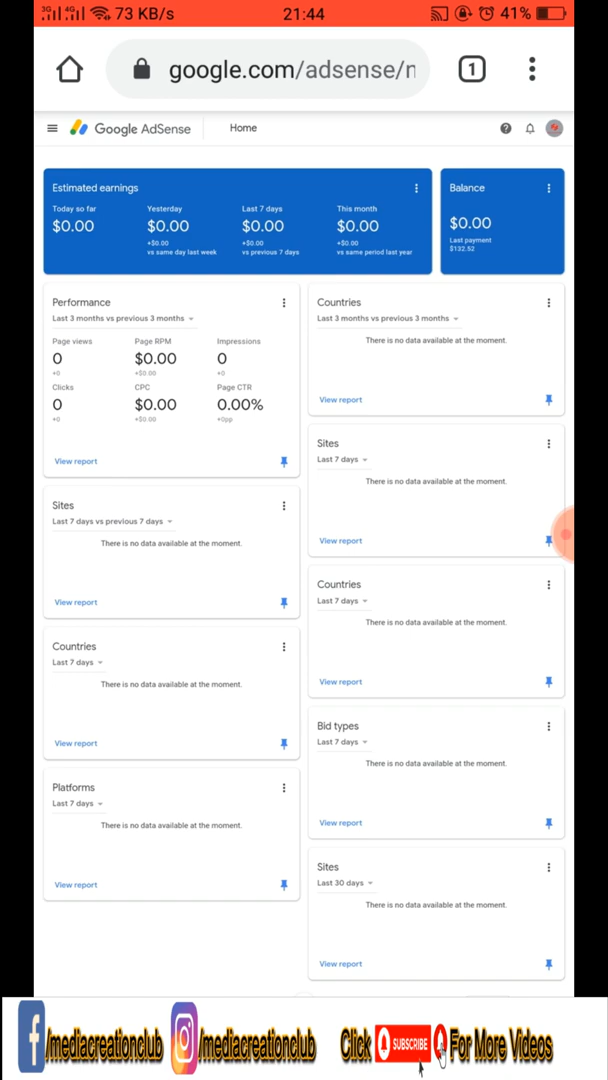 3G 4G 73 KB/s 21:44 41%
google.com/adsense/n 1
Google AdSense Home
Estimated earnings
Today so far Yesterday Last 7 days This month
$0.00 $0.00 $0.00 $0.00
+$0.00 +$0.00 +$0.00
vs same day last week vs previous 7 days vs same period last year
Balance
$0.00
Last payment
$132.52
Performance
Last 3 months vs previous 3 months
Page views Page RPM Impressions
0 $0.00 0
+0 +$0.00 +0
Clicks CPC Page CTR
0 $0.00 0.00%
+0 +$0.00 +0pp
View report
Countries
Last 3 months vs previous 3 months
There is no data available at the moment.
View report
Sites
Last 7 days
There is no data available at the moment.
View report
Sites
Last 7 days vs previous 7 days
There is no data available at the moment.
View report
Countries
Last 7 days
There is no data available at the moment.
View report
Countries
Last 7 days
There is no data available at the moment.
View report
Bid types
Last 7 days
There is no data available at the moment.
View report
Platforms
Last 7 days
There is no data available at the moment.
View report
Sites
Last 30 days
There is no data available at the moment.
View report
/mediacreationclub /mediacreationclub Click SUBSCRIBE For More Videos